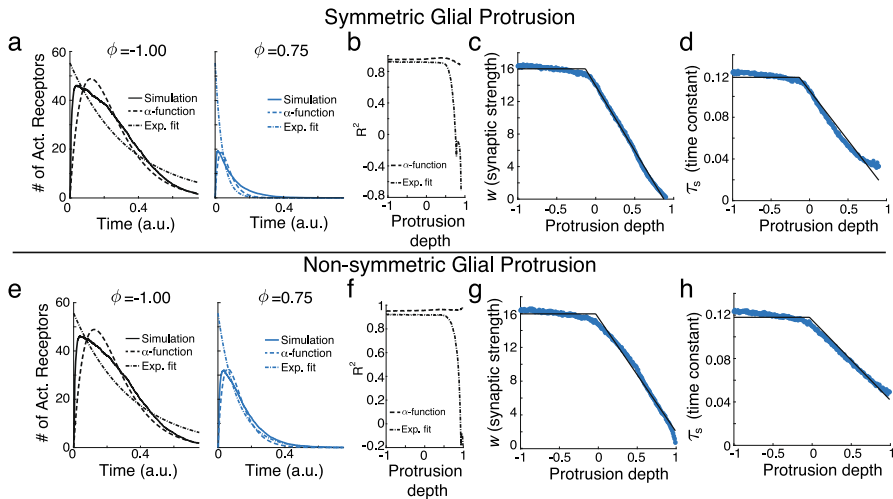 Symmetric Glial Protrusion
a
ϕ=-1.00
ϕ=0.75
# of Act. Receptors
60
40
20
0
Simulation
α-function
Exp. fit
0
0.4
Time (a.u.)
Simulation
α-function
Exp. fit
0
0.4
Time (a.u.)
b
R²
0.8
0.4
0
-0.4
-0.8
α-function
Exp. fit
-1
0
1
Protrusion
depth
c
w (synaptic strength)
16
12
8
4
0
-1
-0.5
0
0.5
1
Protrusion depth
d
τs (time constant)
0.12
0.08
0.04
0
-1
-0.5
0
0.5
1
Protrusion depth
Non-symmetric Glial Protrusion
e
ϕ=-1.00
ϕ=0.75
# of Act. Receptors
60
40
20
0
Simulation
α-function
Exp. fit
0
0.4
Time (a.u.)
Simulation
α-function
Exp. fit
0
0.4
Time (a.u.)
f
R²
1
0.8
0.6
0.4
0.2
0
-0.2
α-function
Exp. fit
-1
0
1
Protrusion
depth
g
w (synaptic strength)
16
12
8
4
0
-1
-0.5
0
0.5
1
Protrusion depth
h
τs (time constant)
0.12
0.08
0.04
0
-1
-0.5
0
0.5
1
Protrusion depth